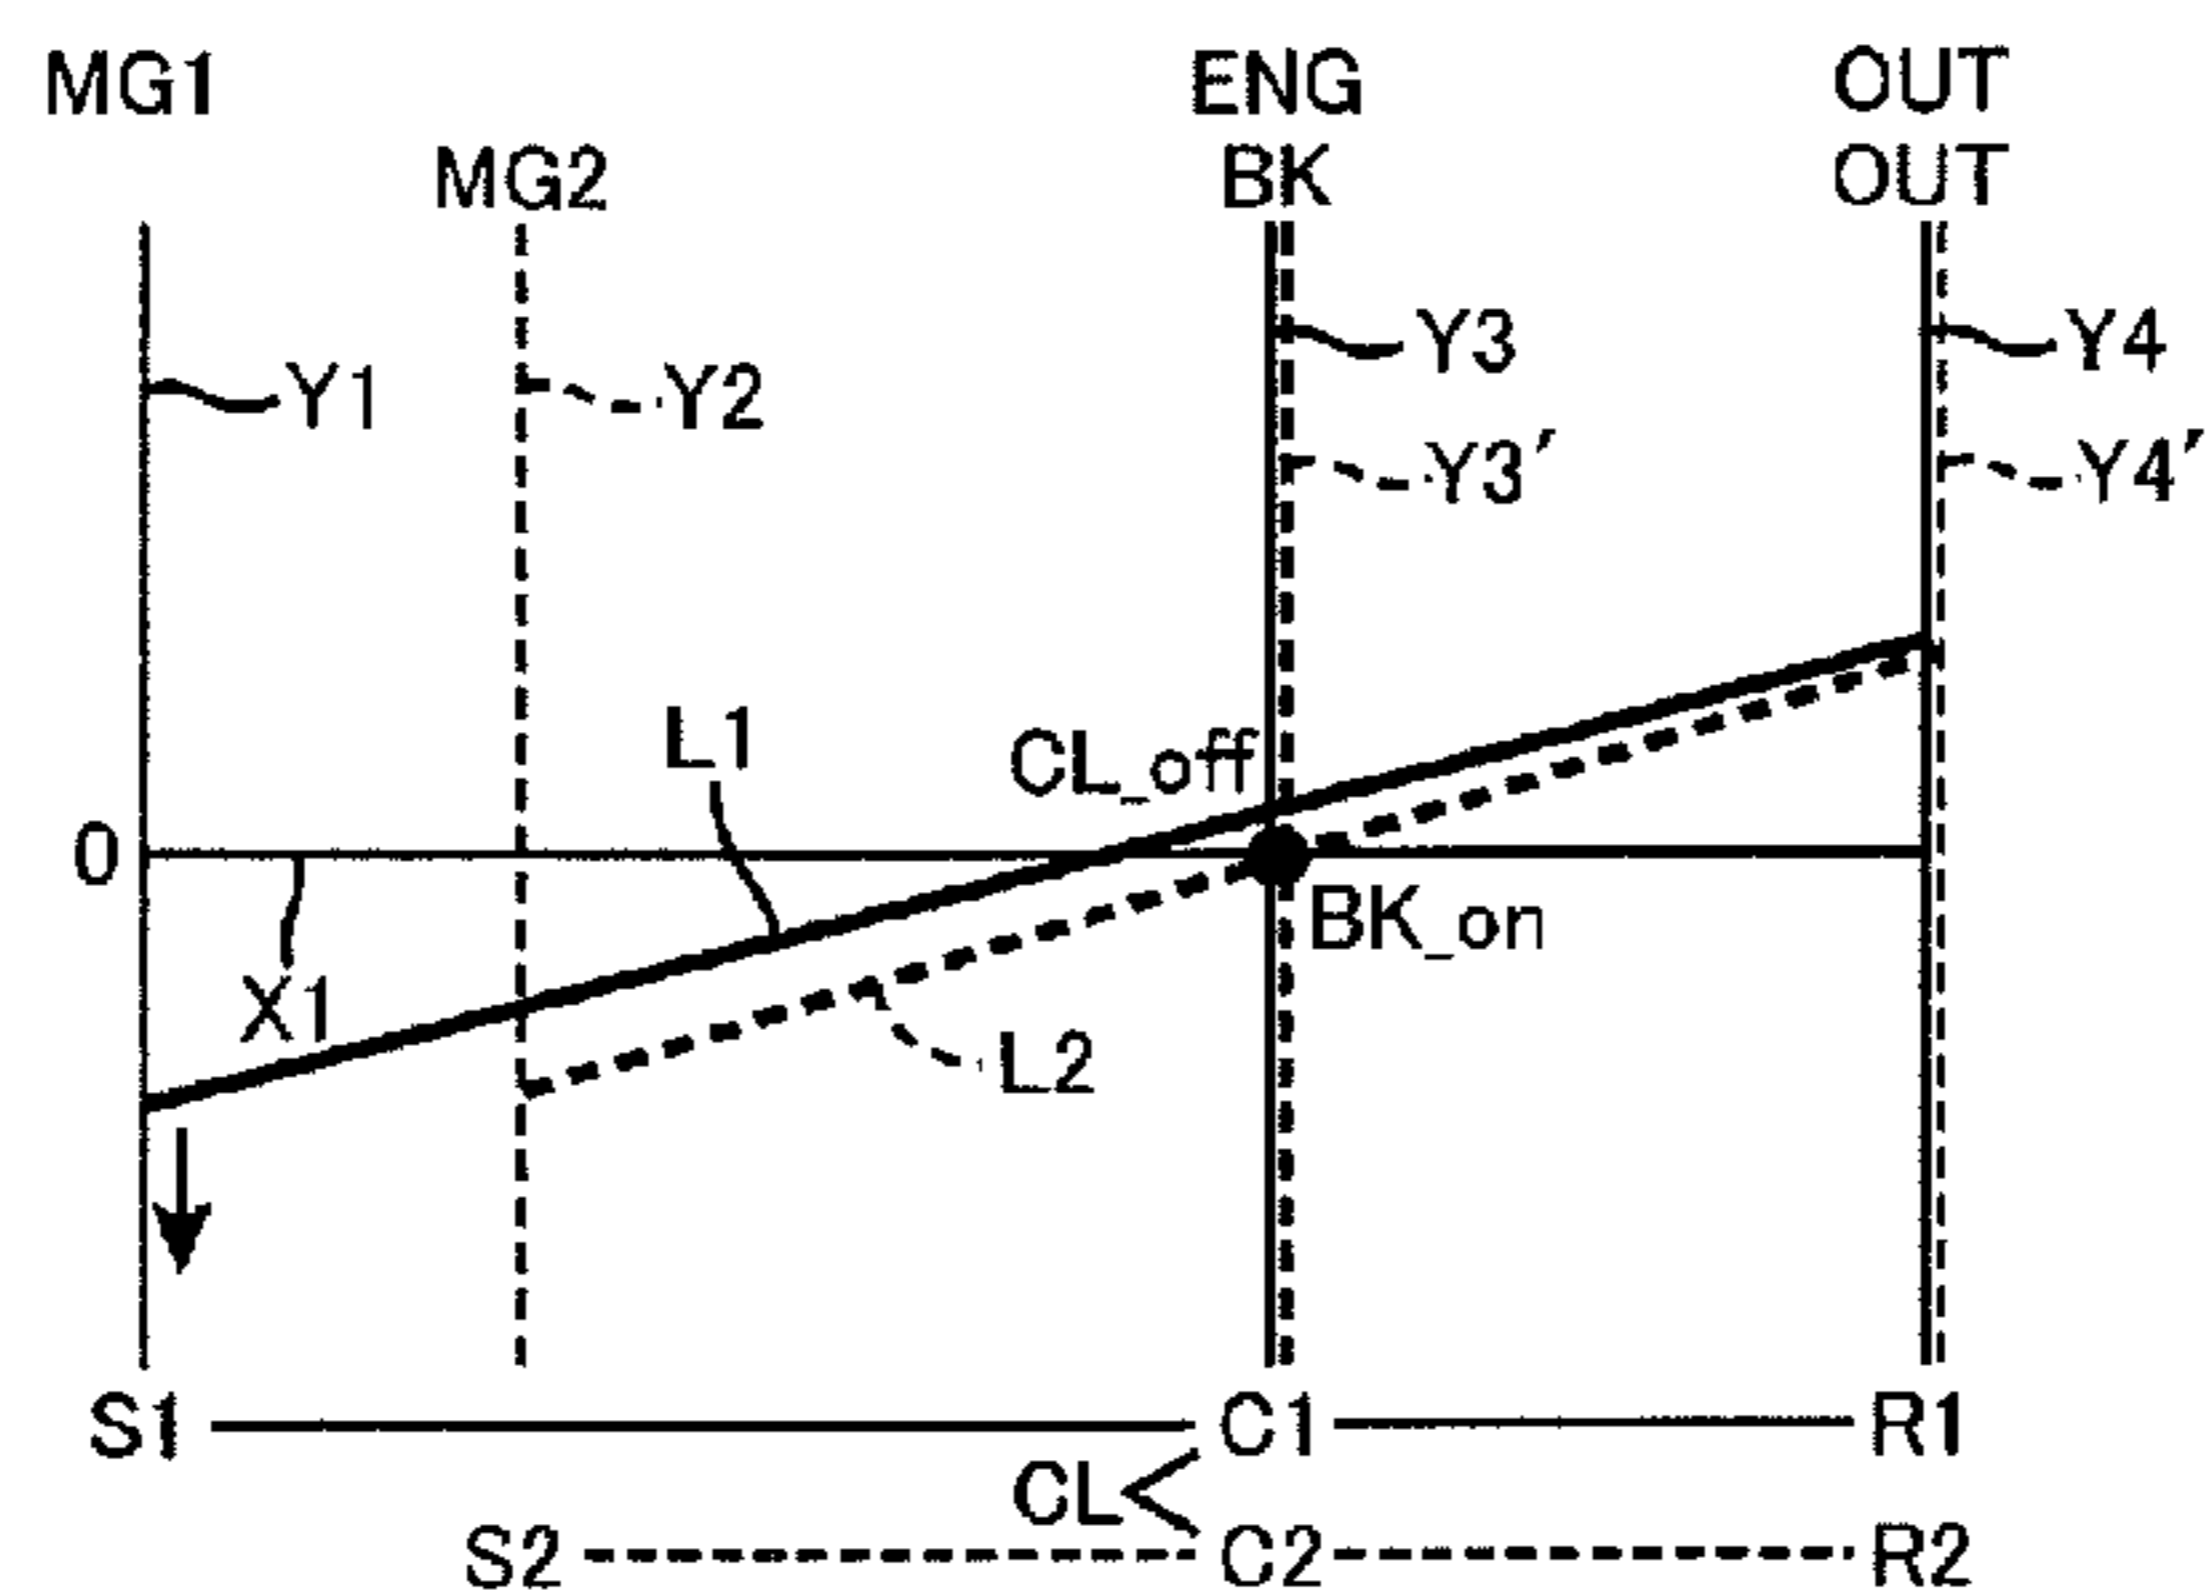 MG1 ENG OUT
MG2 BK OUT
Y3 Y4
Y1 Y2
Y3′ Y4′
L1 CL_off
0
BK_on
X1
L2
S1 C1 R1
CL
S2 C2 R2